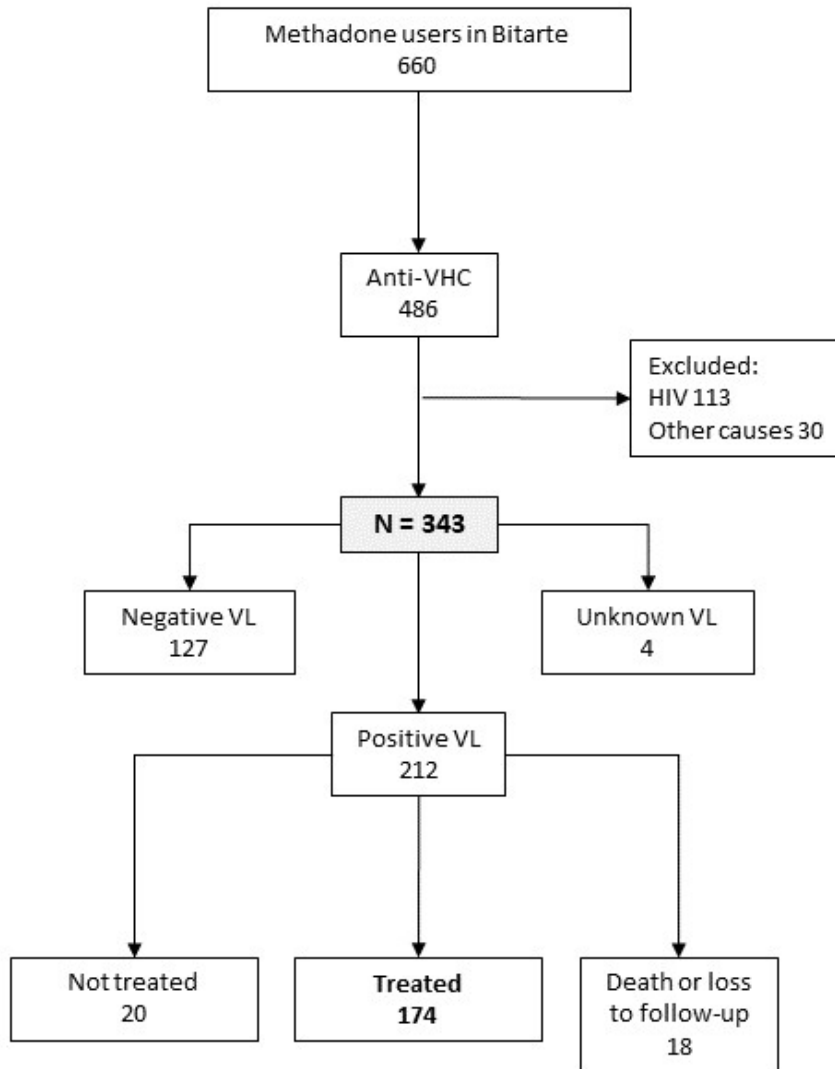 Methadone users in Bitarte
660
Anti-VHC
486
Excluded:
HIV 113
Other causes 30
N = 343
Negative VL
127
Unknown VL
4
Positive VL
212
Not treated
20
Treated
174
Death or loss
to follow-up
18